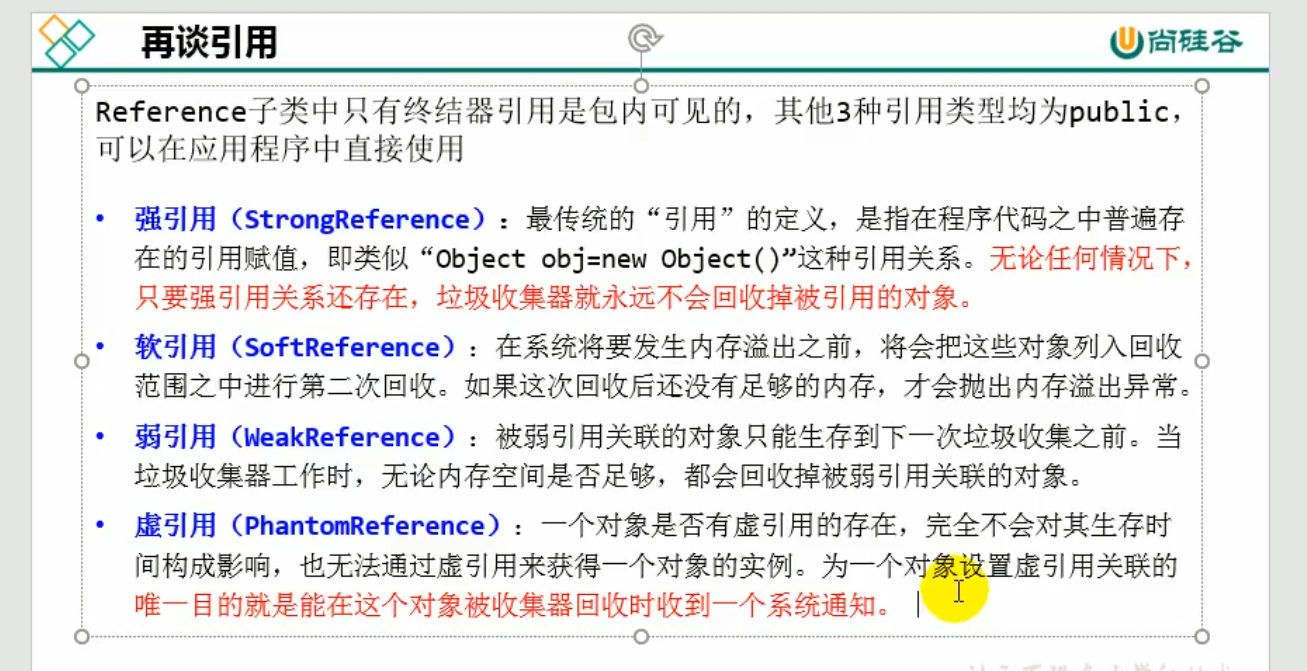 再谈引用
尚硅谷
Reference子类中只有终结器引用是包内可见的，其他3种引用类型均为public，
可以在应用程序中直接使用
• 强引用（StrongReference）：最传统的“引用”的定义，是指在程序代码之中普遍存
在的引用赋值，即类似“Object obj=new Object()”这种引用关系。无论任何情况下，
只要强引用关系还存在，垃圾收集器就永远不会回收掉被引用的对象。
• 软引用（SoftReference）：在系统将要发生内存溢出之前，将会把这些对象列入回收
范围之中进行第二次回收。如果这次回收后还没有足够的内存，才会抛出内存溢出异常。
• 弱引用（WeakReference）：被弱引用关联的对象只能生存到下一次垃圾收集之前。当
垃圾收集器工作时，无论内存空间是否足够，都会回收掉被弱引用关联的对象。
• 虚引用（PhantomReference）：一个对象是否有虚引用的存在，完全不会对其生存时
间构成影响，也无法通过虚引用来获得一个对象的实例。为一个对象设置虚引用关联的
唯一目的就是能在这个对象被收集器回收时收到一个系统通知。